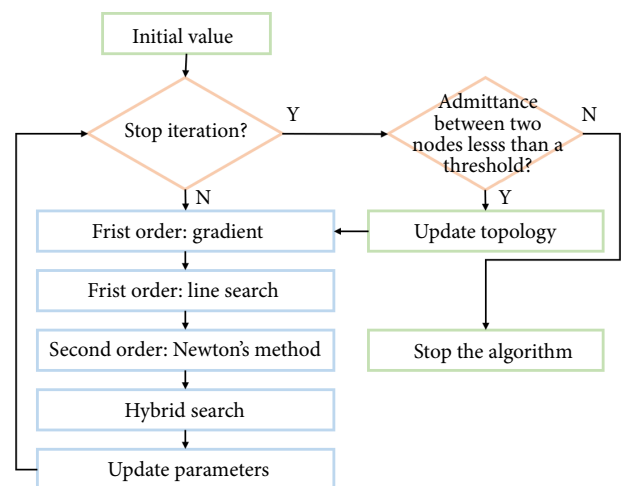 Initial value
Stop iteration?
Y
Admittance
between two
nodes lesss than a
threshold?
N
N
Y
Frist order: gradient
Update topology
Frist order: line search
Second order: Newton's method
Stop the algorithm
Hybrid search
Update parameters